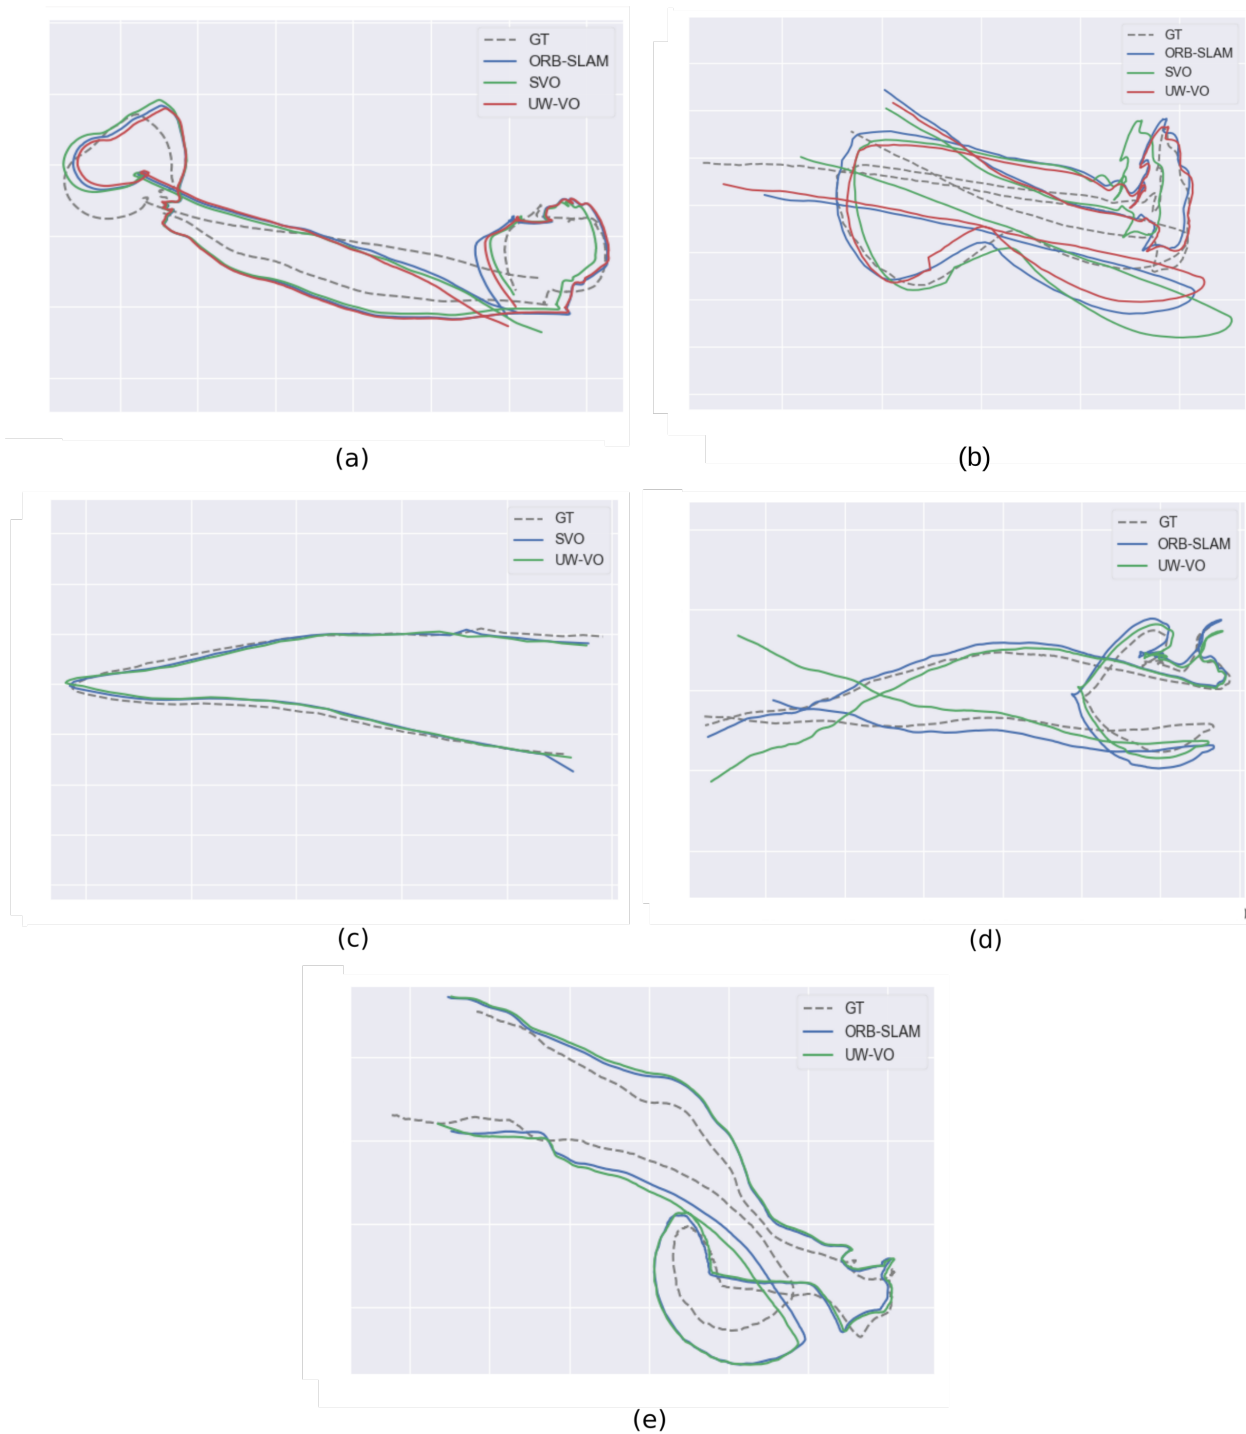 GT
ORB-SLAM
SVO
UW-VO
(a)
GT
ORB-SLAM
SVO
UW-VO
(b)
GT
SVO
UW-VO
(c)
GT
ORB-SLAM
UW-VO
(d)
GT
ORB-SLAM
UW-VO
(e)